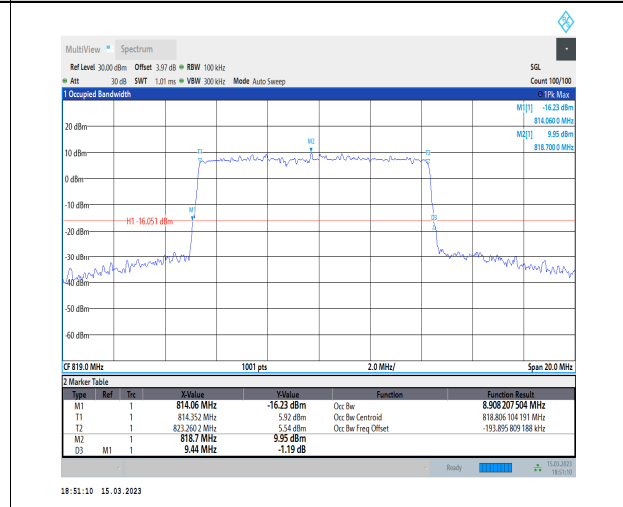 MultiView Spectrum
Ref Level 30.00 dBm Offset 3.97 dB RBW 100 kHz SGL
Att 30 dB SWT 1.01 ms VBW 300 kHz Mode Auto Sweep Count 100/100
1 Occupied Bandwidth 1Pk Max
M1[1] -16.23 dBm
814.0600 MHz
M2[1] 9.95 dBm
818.7000 MHz
20 dBm
M2
10 dBm
T1
T2
0 dBm
-10 dBm
M1
H1 -16.051 dBm
D3
-20 dBm
-30 dBm
-40 dBm
-50 dBm
-60 dBm
CF 819.0 MHz 1001 pts 2.0 MHz/ Span 20.0 MHz
2 Marker Table
Type Ref Trc X-Value Y-Value Function Function Result
M1 1 814.06 MHz -16.23 dBm Occ Bw 8.908 207 504 MHz
T1 1 814.352 MHz 5.92 dBm Occ Bw Centroid 818.806 104 191 MHz
T2 1 823.260 2 MHz 5.54 dBm Occ Bw Freq Offset -193.895 809 188 kHz
M2 1 818.7 MHz 9.95 dBm
D3 M1 1 9.44 MHz -1.19 dB
Ready 15.03.2023
18:51:10
18:51:10 15.03.2023